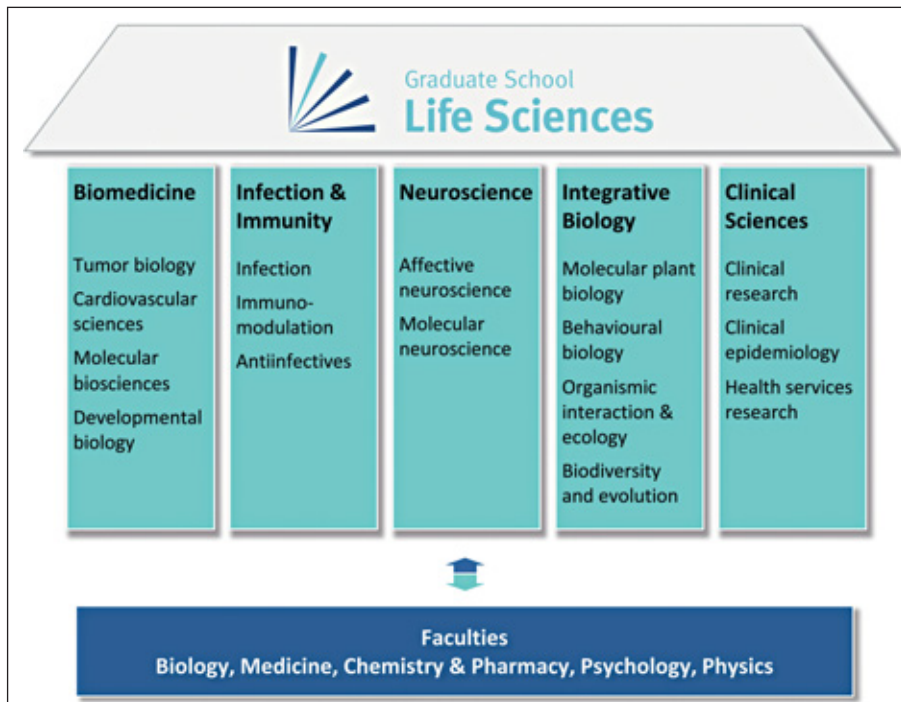 Graduate School
Life Sciences
Biomedicine
Tumor biology
Cardiovascular
sciences
Molecular
biosciences
Developmental
biology
Infection &
Immunity
Infection
Immuno-
modulation
Antiinfectives
Neuroscience
Affective
neuroscience
Molecular
neuroscience
Integrative
Biology
Molecular plant
biology
Behavioural
biology
Organismic
interaction &
ecology
Biodiversity
and evolution
Clinical
Sciences
Clinical
research
Clinical
epidemiology
Health services
research
Faculties
Biology, Medicine, Chemistry & Pharmacy, Psychology, Physics